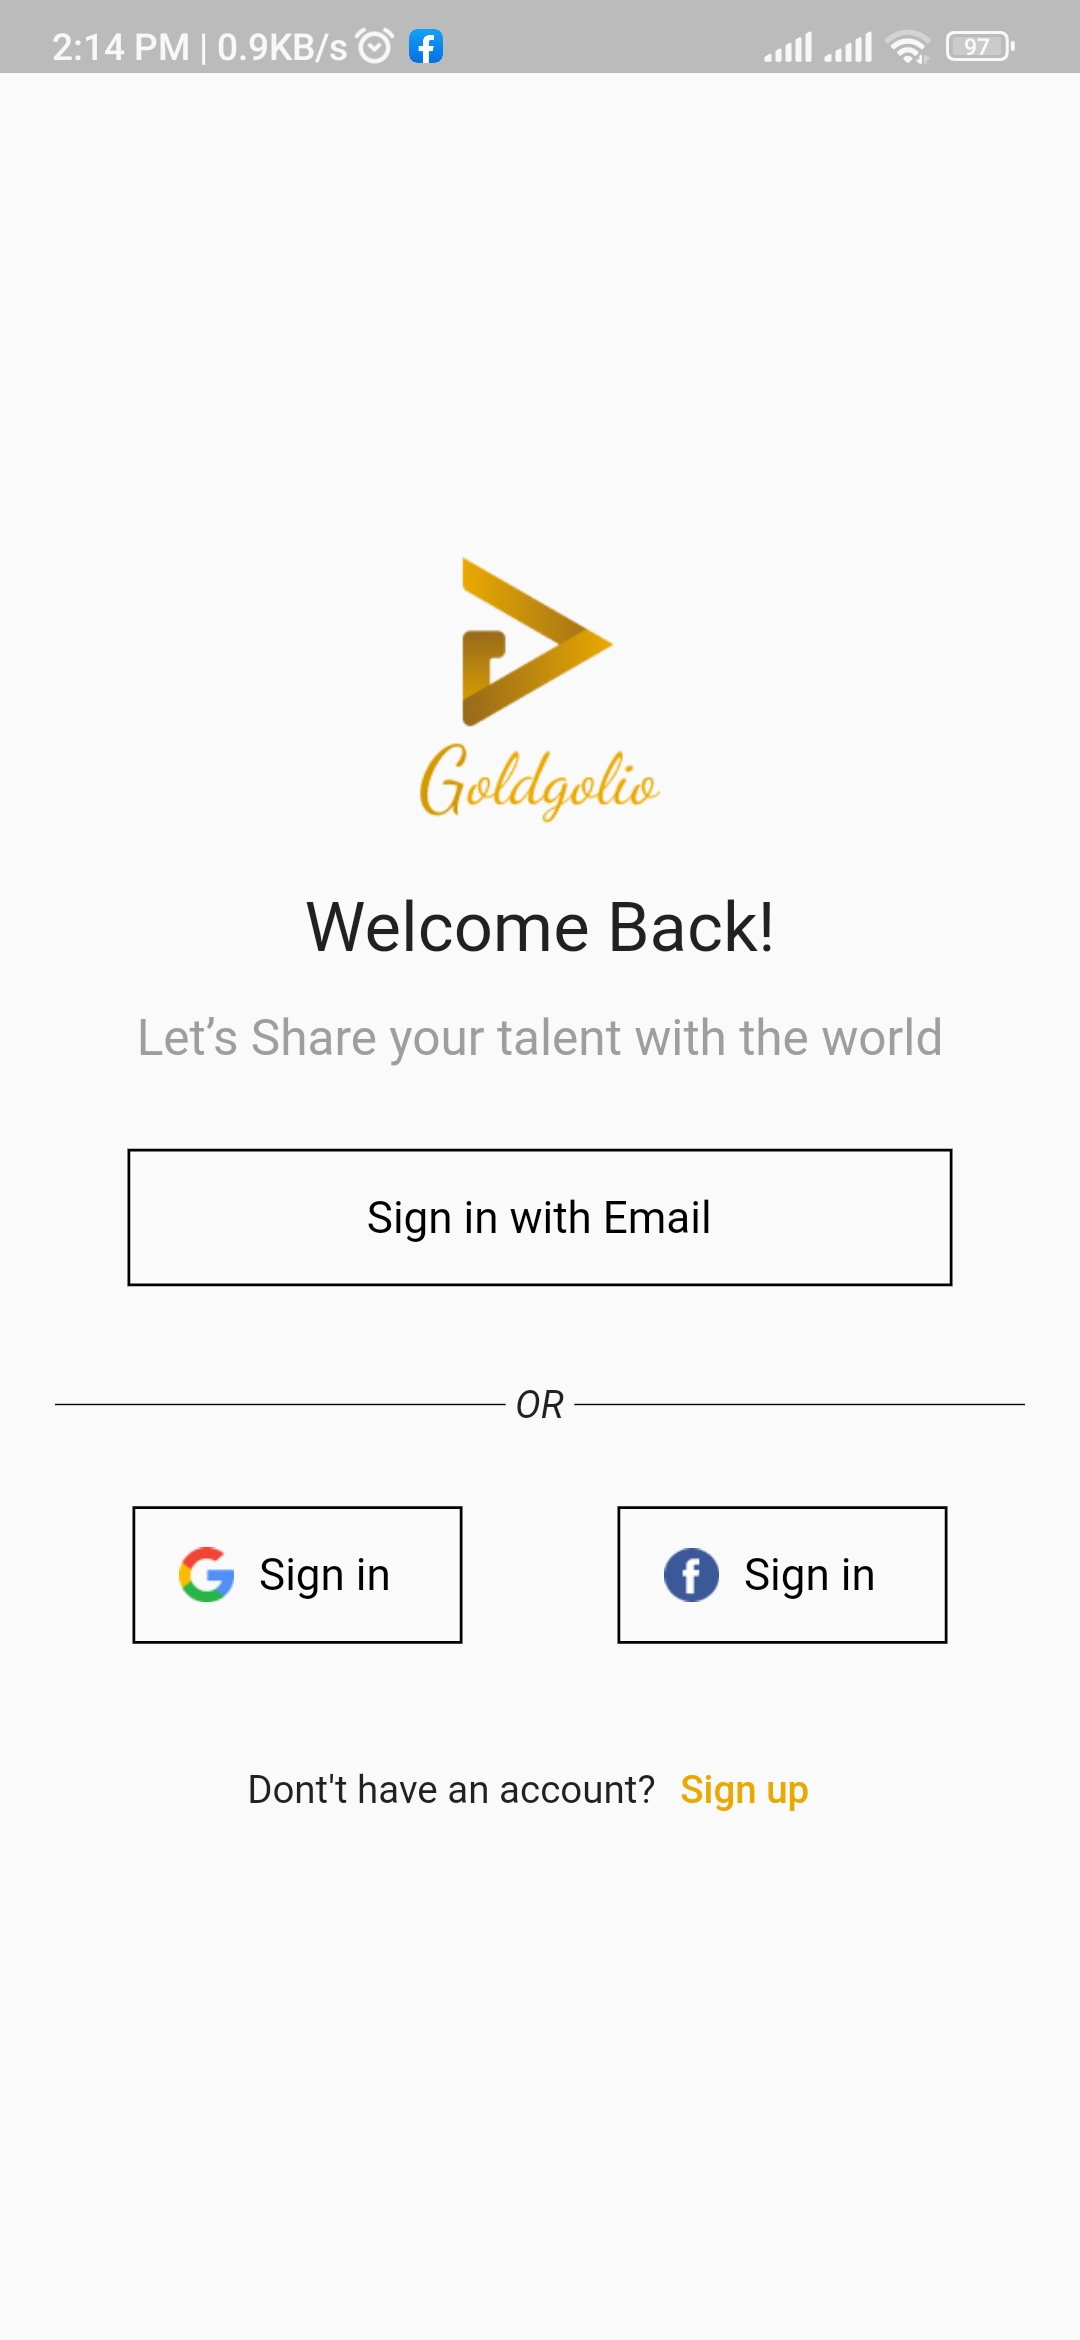 2:14 PM | 0.9KB/s 97
Goldgolio
Welcome Back!
Let’s Share your talent with the world
Sign in with Email
OR
Sign in Sign in
Dont't have an account? Sign up